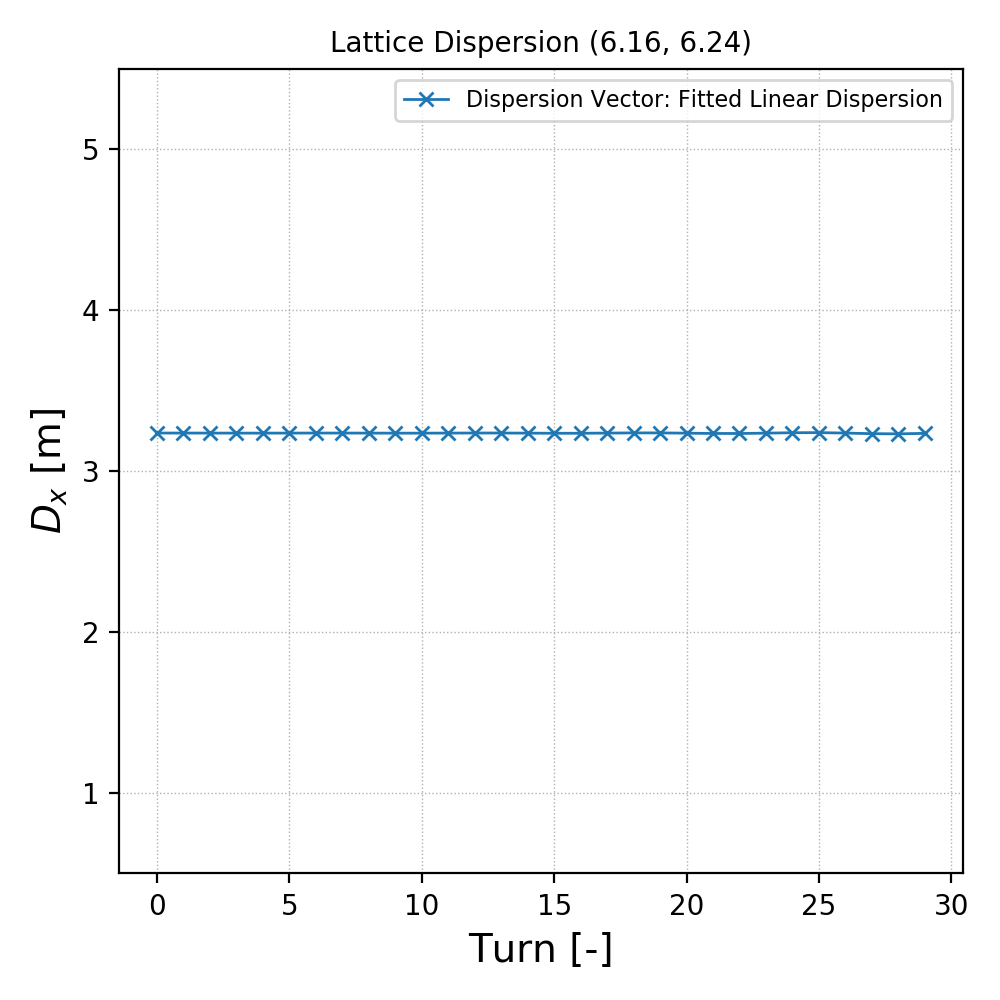 Lattice Dispersion (6.16, 6.24)
Dispersion Vector: Fitted Linear Dispersion
5
4
3
2
1
D_x [m]
0 5 10 15 20 25 30
Turn [-]